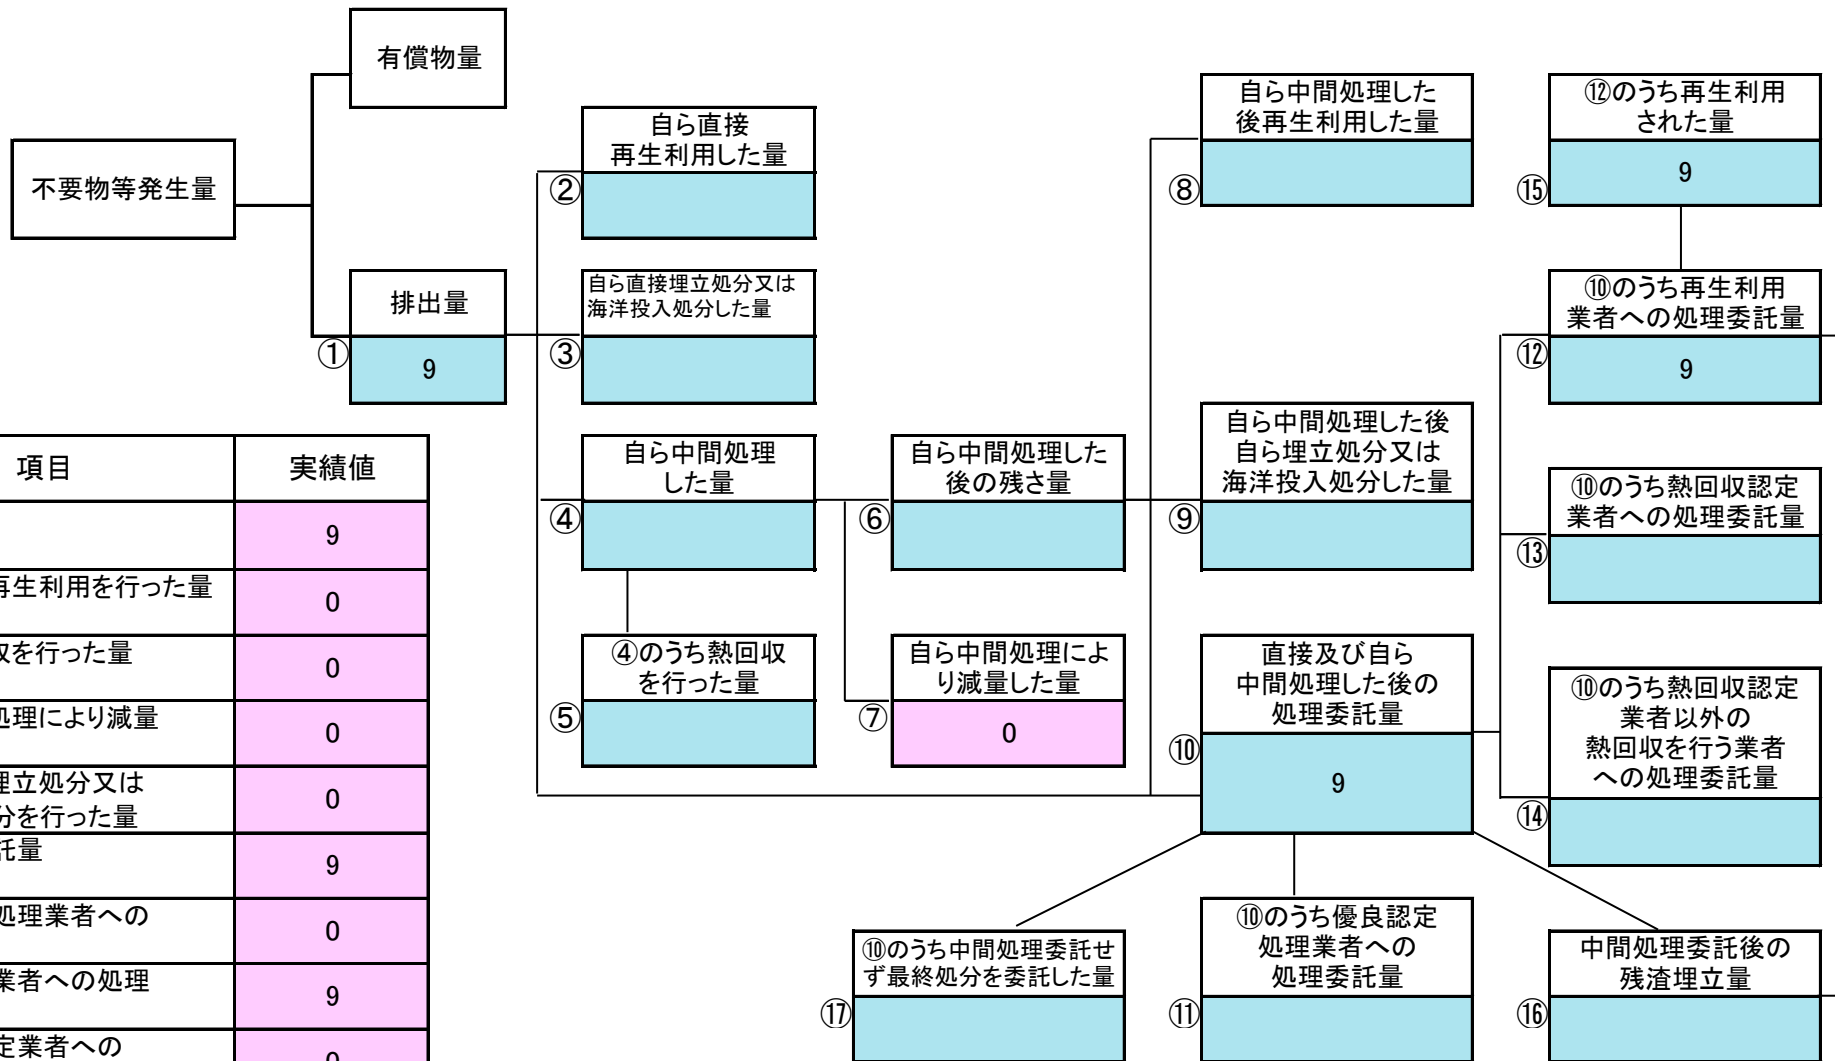 有償物量
不要物等発生量
排出量
①
9
自ら直接
再生利用した量
②
自ら直接埋立処分又は
海洋投入処分した量
③
自ら中間処理
した量
④
④のうち熱回収
を行った量
⑤
自ら中間処理した
後の残さ量
⑥
自ら中間処理によ
り減量した量
⑦
0
自ら中間処理した
後再生利用した量
⑧
自ら中間処理した後
自ら埋立処分又は
海洋投入処分した量
⑨
直接及び自ら
中間処理した後の
処理委託量
⑩
9
⑫のうち再生利用
された量
⑮
9
⑩のうち再生利用
業者への処理委託量
⑫
9
⑩のうち熱回収認定
業者への処理委託量
⑬
⑩のうち熱回収認定
業者以外の
熱回収を行う業者
への処理委託量
⑭
⑩のうち中間処理委託せ
ず最終処分を委託した量
⑰
⑩のうち優良認定
処理業者への
処理委託量
⑪
中間処理委託後の
残渣埋立量
⑯
項目 実績値
9
再生利用を行った量 0
を行った量 0
処理により減量 0
埋立処分又は
分を行った量 0
託量 9
処理業者への 0
業者への処理 9
定業者への 0